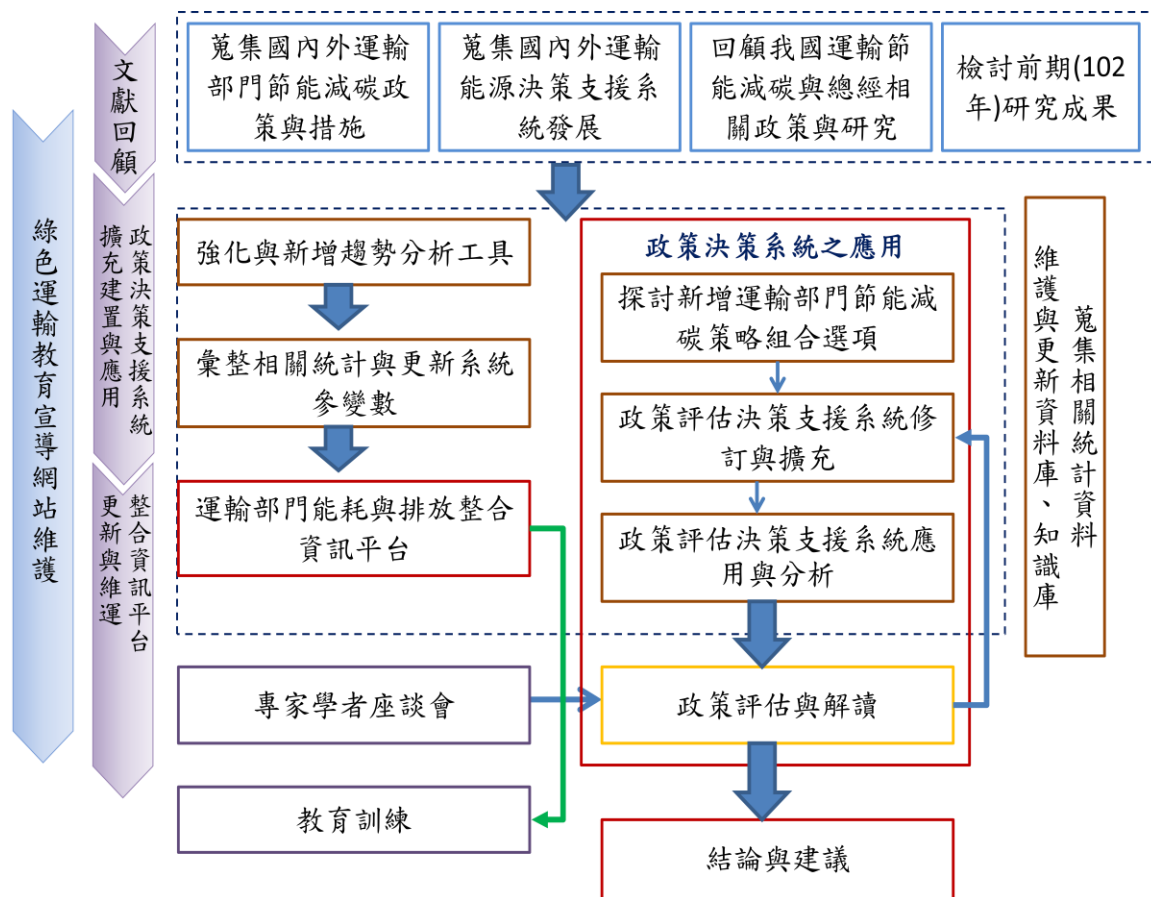 蒐集國內外運輸
部門節能減碳政
策與措施
蒐集國內外運輸
能源決策支援系
統發展
回顧我國運輸節
能減碳與總經相
關政策與研究
檢討前期(102
年)研究成果
文獻回顧
綠色運輸教育宣導網站維護
政策決策支援系統
擴充建置與應用
整合資訊平台
更新與維運
強化與新增趨勢分析工具
彙整相關統計與更新系統
參變數
運輸部門能耗與排放整合
資訊平台
政策決策系統之應用
探討新增運輸部門節能減
碳策略組合選項
政策評估決策支援系統修
訂與擴充
政策評估決策支援系統應
用與分析
蒐集相關統計資料
維護與更新資料庫、知識庫
專家學者座談會
政策評估與解讀
教育訓練
結論與建議